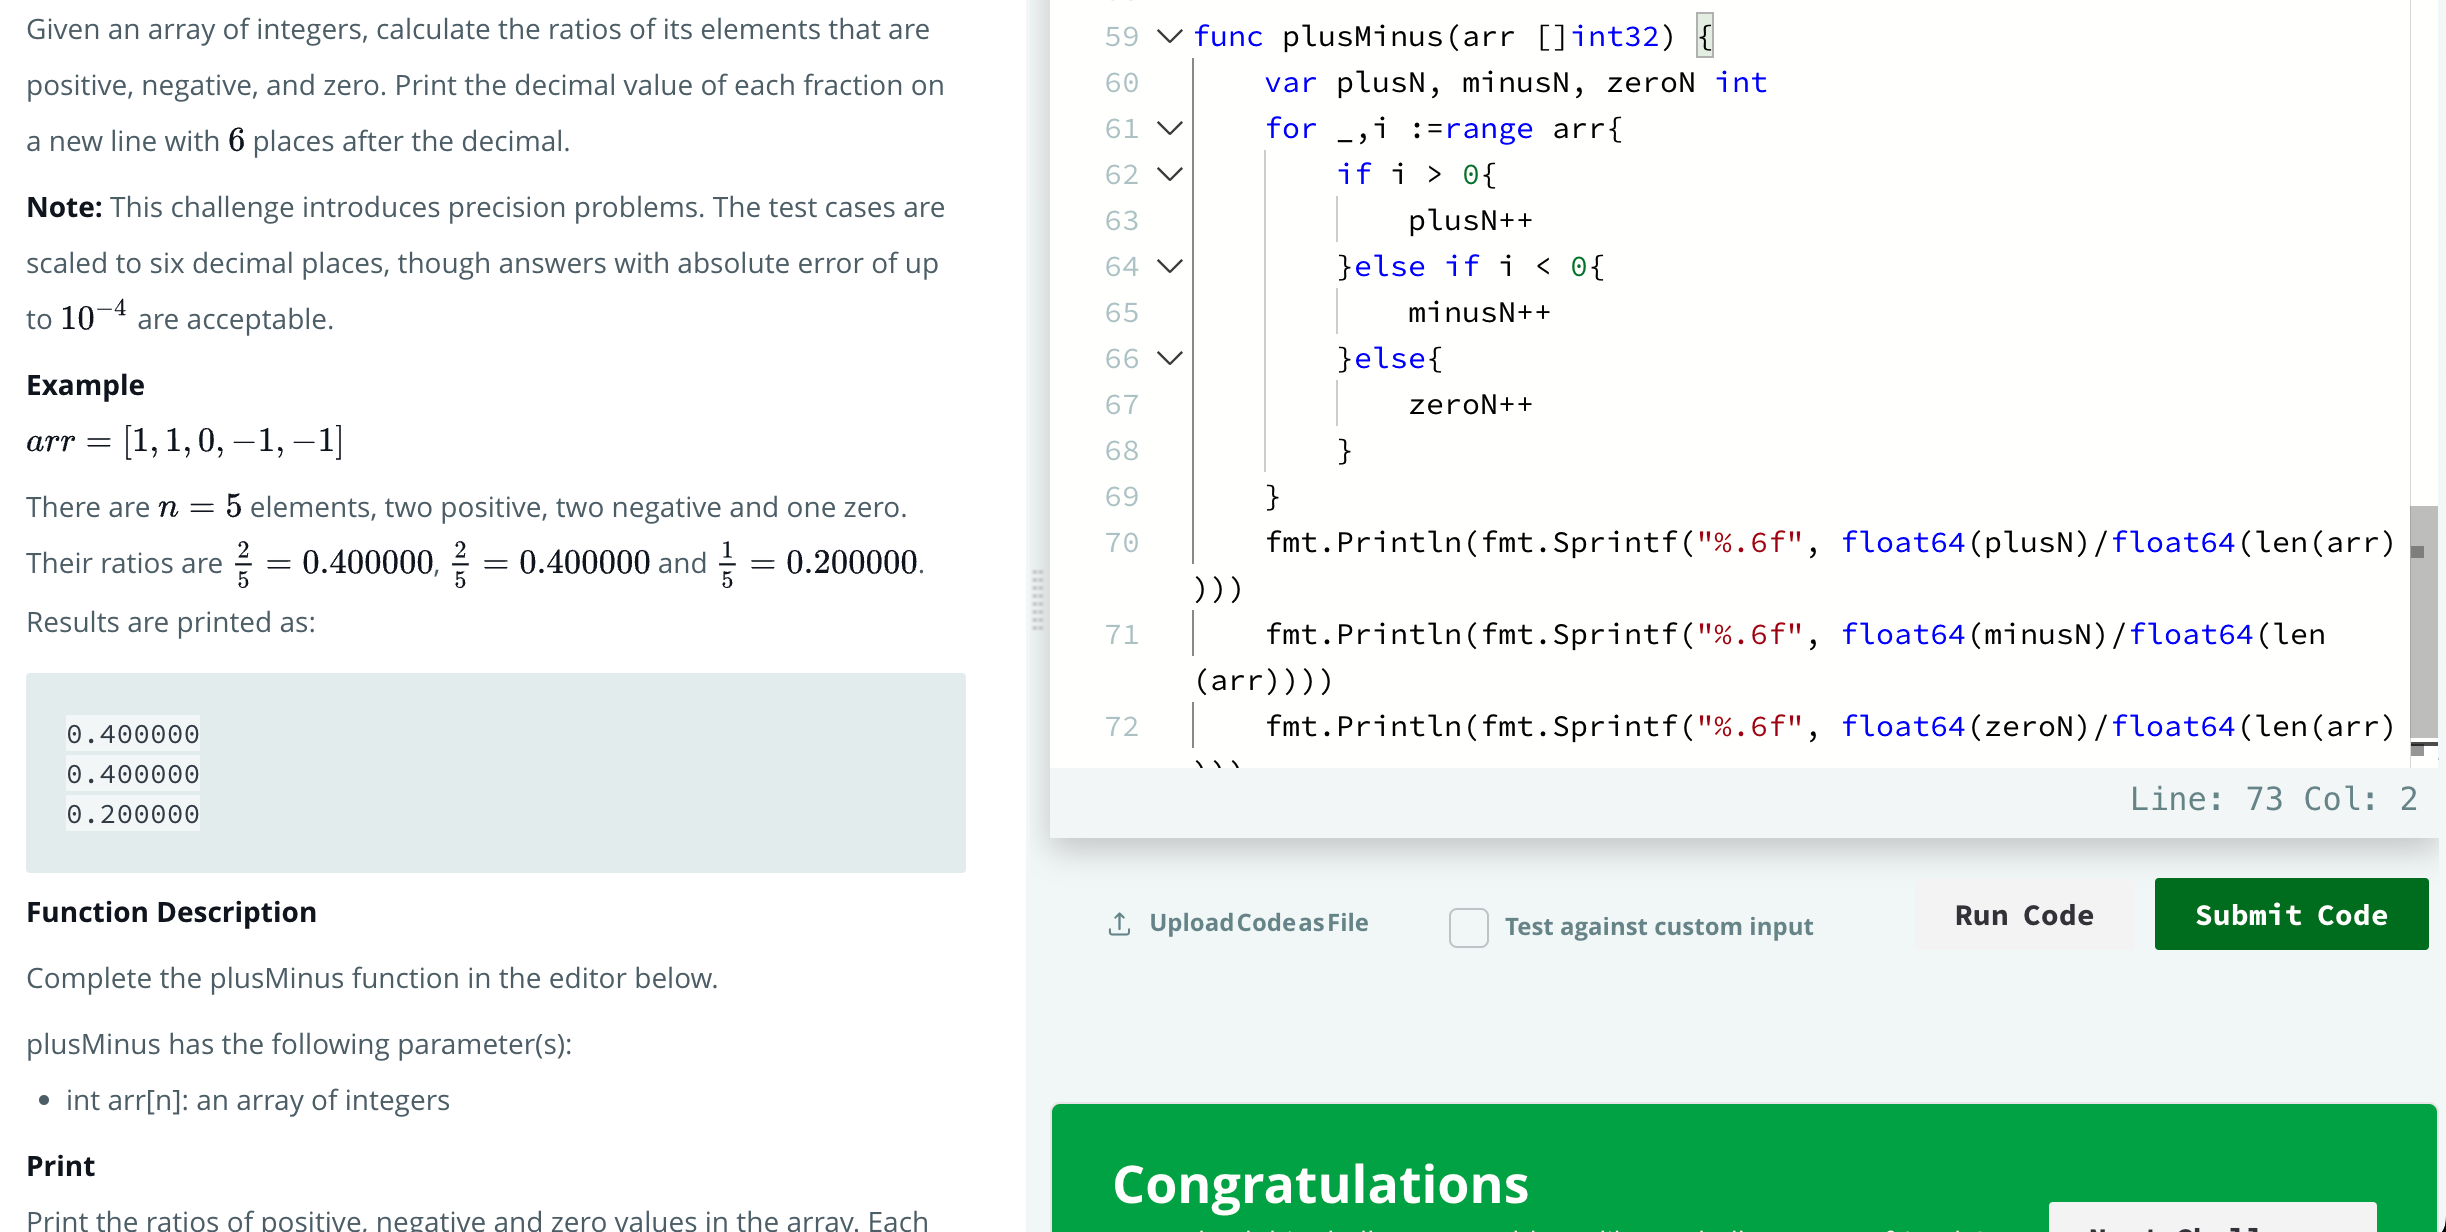 Given an array of integers, calculate the ratios of its elements that are
positive, negative, and zero. Print the decimal value of each fraction on
a new line with 6 places after the decimal.
Note: This challenge introduces precision problems. The test cases are
scaled to six decimal places, though answers with absolute error of up
to 10^−4 are acceptable.
Example
arr = [1, 1, 0, −1, −1]
There are n = 5 elements, two positive, two negative and one zero.
Their ratios are 2/5 = 0.400000, 2/5 = 0.400000 and 1/5 = 0.200000.
Results are printed as:
0.400000
0.400000
0.200000
Function Description
Complete the plusMinus function in the editor below.
plusMinus has the following parameter(s):
• int arr[n]: an array of integers
Print
Print the ratios of positive, negative and zero values in the array. Each
59 func plusMinus(arr []int32) {
60 var plusN, minusN, zeroN int
61 for _,i :=range arr{
62 if i > 0{
63 plusN++
64 }else if i < 0{
65 minusN++
66 }else{
67 zeroN++
68 }
69 }
70 fmt.Println(fmt.Sprintf("%.6f", float64(plusN)/float64(len(arr)
)))
71 fmt.Println(fmt.Sprintf("%.6f", float64(minusN)/float64(len
(arr))))
72 fmt.Println(fmt.Sprintf("%.6f", float64(zeroN)/float64(len(arr)
)))
Line: 73 Col: 2
Upload Code as File
Test against custom input
Run Code
Submit Code
Congratulations